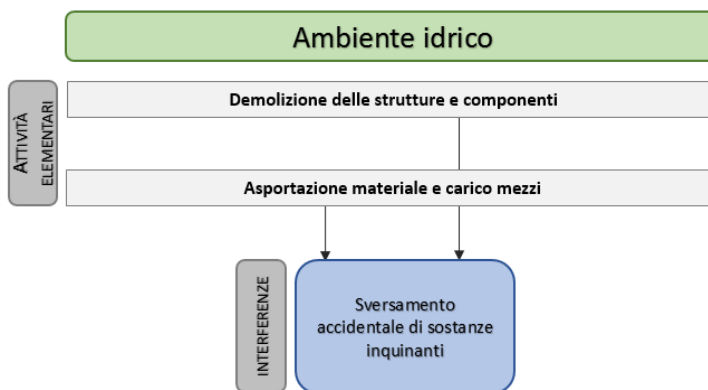 Ambiente idrico
ATTIVITÀ
ELEMENTARI
Demolizione delle strutture e componenti
Asportazione materiale e carico mezzi
INTERFERENZE
Sversamento
accidentale di sostanze
inquinanti